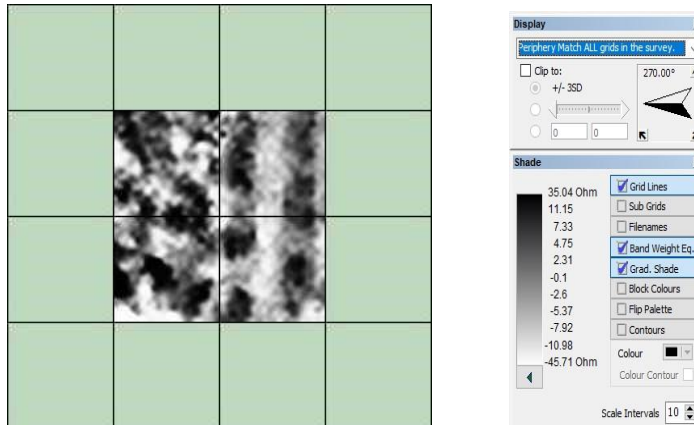 Display
Periphery Match ALL grids in the survey.
Clip to:
270.00°
+/- 3SD
0 0
Shade
35.04 Ohm
11.15
7.33
4.75
2.31
-0.1
-2.6
-5.37
-7.92
-10.98
-45.71 Ohm
Grid Lines
Sub Grids
Filenames
Band Weight Eq.
Grad. Shade
Block Colours
Flip Palette
Contours
Colour
Colour Contour
Scale Intervals 10